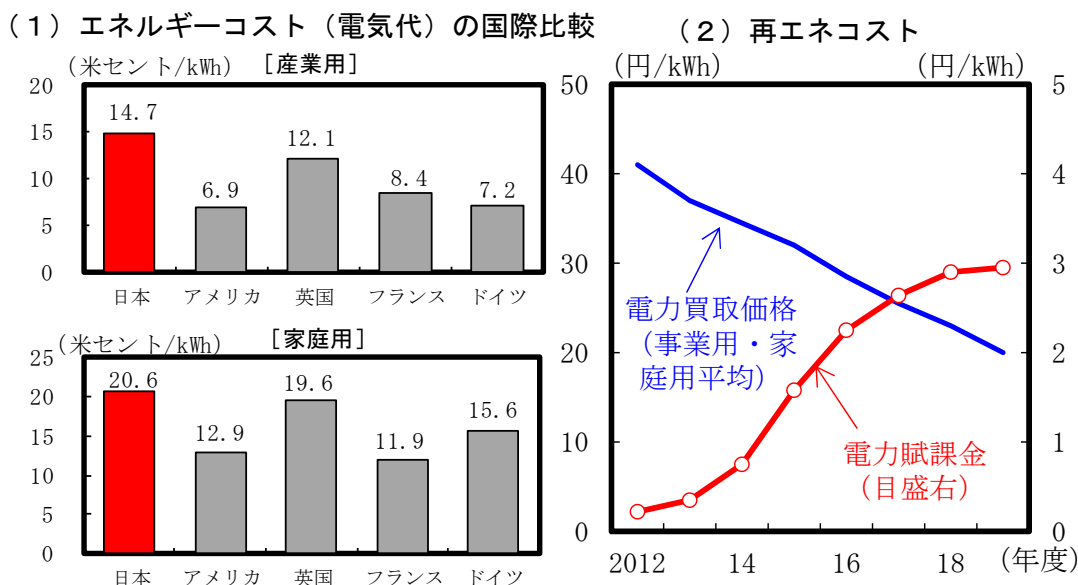 （１）エネルギーコスト（電気代）の国際比較
（米セント/kWh）
［産業用］
20
15
10
5
0
14.7
6.9
12.1
8.4
7.2
日本
アメリカ
英国
フランス
ドイツ
（米セント/kWh）
［家庭用］
25
20
15
10
5
0
20.6
12.9
19.6
11.9
15.6
日本
アメリカ
英国
フランス
ドイツ
（２）再エネコスト
（円/kWh）
（円/kWh）
50
40
30
20
10
0
5
4
3
2
1
0
電力買取価格
（事業用・家
庭用平均）
電力賦課金
（目盛右）
2012
14
16
18
（年度）